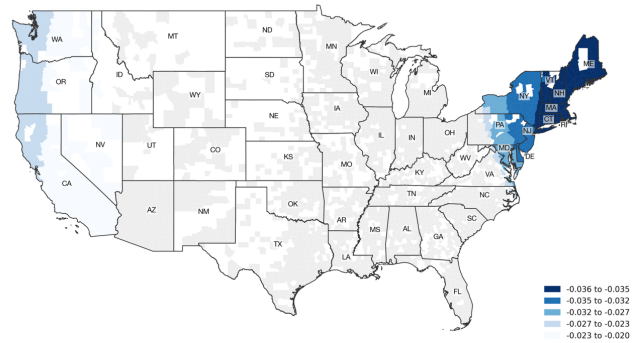 WA
MT
ND
MN
ME
VT
OR
ID
SD
WI
NH
NY
MA
WY
MI
CT
RI
IA
PA
NJ
NE
NV
UT
CO
IL
IN
OH
MD
DE
WV
VA
CA
KS
MO
KY
NC
TN
AZ
NM
OK
AR
SC
MS
AL
GA
TX
LA
FL
-0.036 to -0.035
-0.035 to -0.032
-0.032 to -0.027
-0.027 to -0.023
-0.023 to -0.020